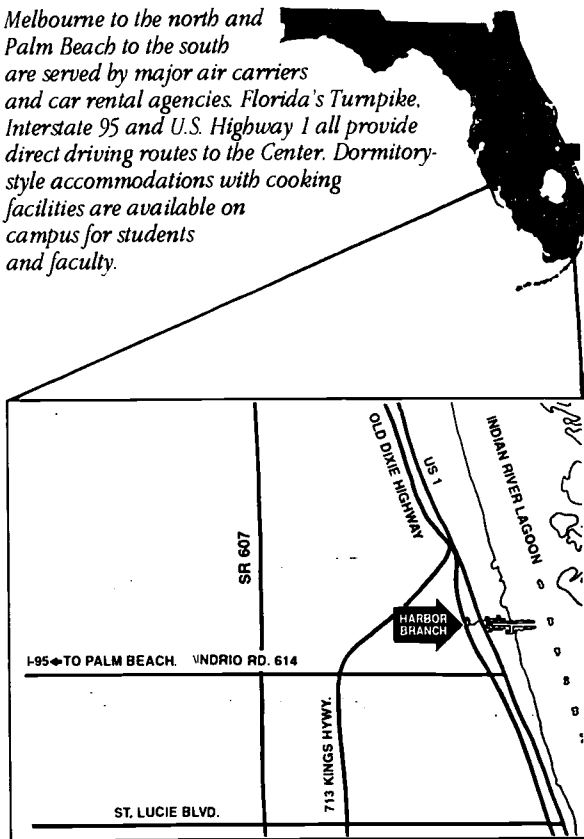 Melbourne to the north and
Palm Beach to the south
are served by major air carriers
and car rental agencies. Florida's Turnpike,
Interstate 95 and U.S. Highway 1 all provide
direct driving routes to the Center. Dormitory-
style accommodations with cooking
facilities are available on
campus for students
and faculty.
OLD DIXIE HIGHWAY
US 1
INDIAN RIVER LAGOON
SR 607
HARBOR
BRANCH
I-95 TO PALM BEACH. INDRIO RD. 614
713 KINGS HYWY.
ST. LUCIE BLVD.